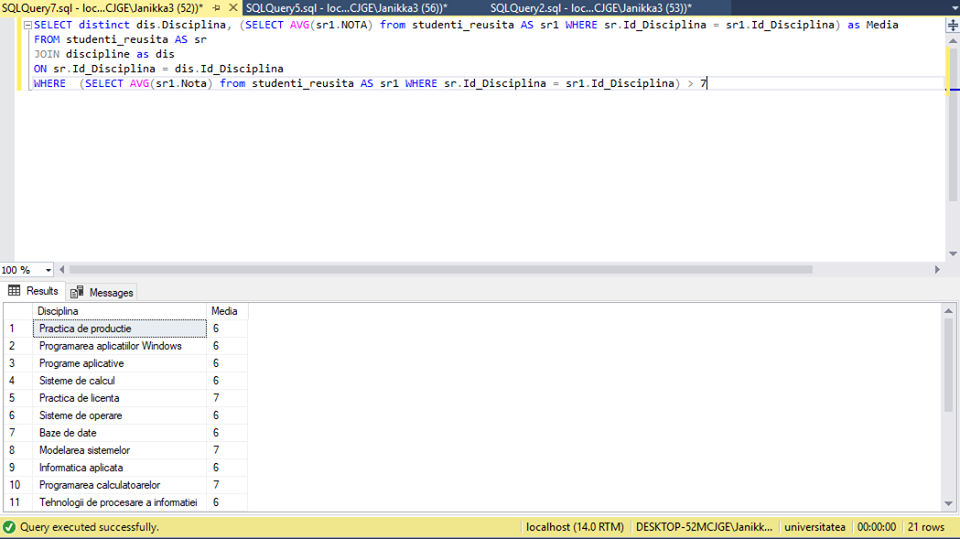 SQLQuery7.sql - loc...CJGE\Janikka3 (52))* SQLQuery5.sql - loc...CJGE\Janikka3 (56))* SQLQuery2.sql - loc...CJGE\Janikka3 (53))*
SELECT distinct dis.Disciplina, (SELECT AVG(sr1.NOTA) from studenti_reusita AS sr1 WHERE sr.Id_Disciplina = sr1.Id_Disciplina) as Media
FROM studenti_reusita AS sr
JOIN discipline as dis
ON sr.Id_Disciplina = dis.Id_Disciplina
WHERE (SELECT AVG(sr1.Nota) from studenti_reusita AS sr1 WHERE sr.Id_Disciplina = sr1.Id_Disciplina) > 7
100 %
Results Messages
Disciplina Media
1 Practica de productie 6
2 Programarea aplicatiilor Windows 6
3 Programe aplicative 6
4 Sisteme de calcul 6
5 Practica de licenta 7
6 Sisteme de operare 6
7 Baze de date 6
8 Modelarea sistemelor 7
9 Informatica aplicata 6
10 Programarea calculatoarelor 7
11 Tehnologii de procesare a informatiei 6
Query executed successfully. localhost (14.0 RTM) DESKTOP-52MCJGE\Janikk... universitatea 00:00:00 21 rows